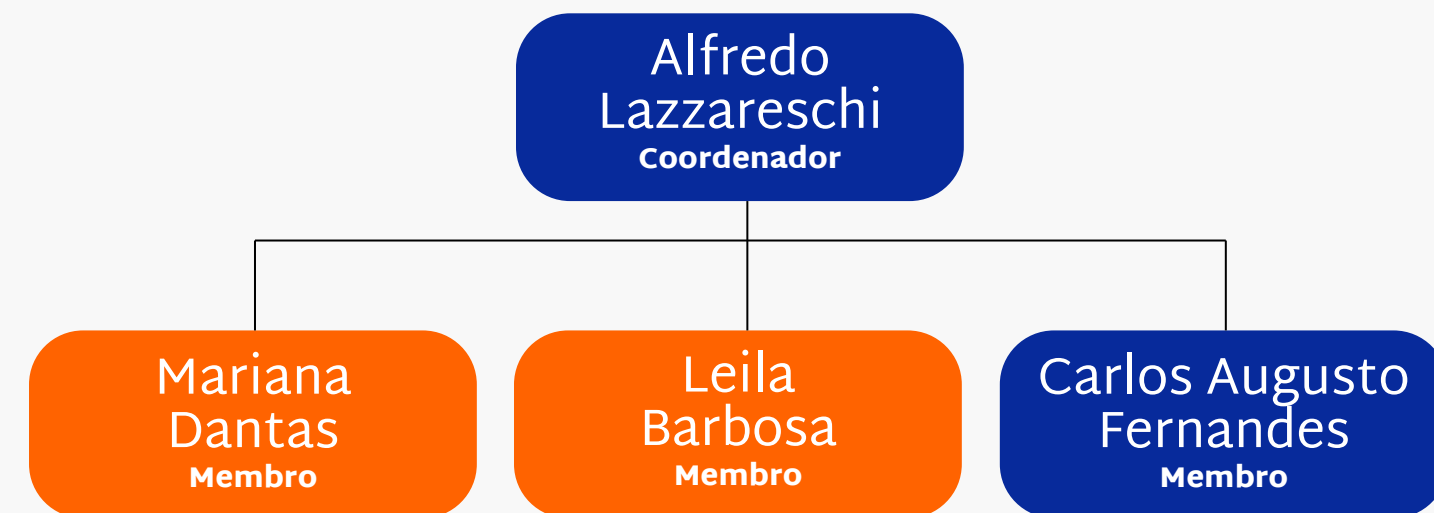 Alfredo
Lazzareschi
Coordenador
Mariana
Dantas
Membro
Leila
Barbosa
Membro
Carlos Augusto
Fernandes
Membro